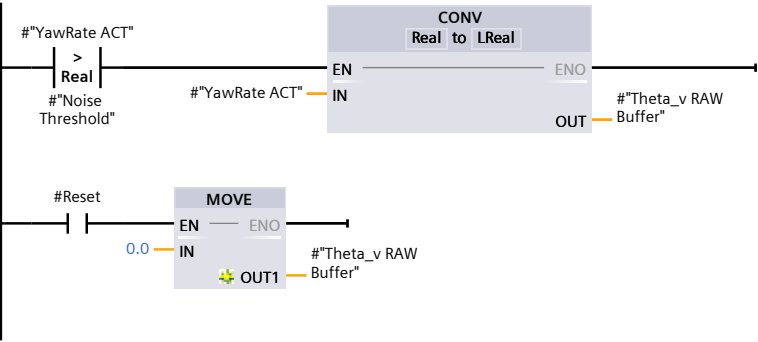 #"YawRate ACT"
>
Real
#"Noise
Threshold"
CONV
Real to LReal
EN
ENO
#"YawRate ACT"
IN
OUT
#"Theta_v RAW
Buffer"
#Reset
MOVE
EN
ENO
0.0
IN
OUT1
#"Theta_v RAW
Buffer"